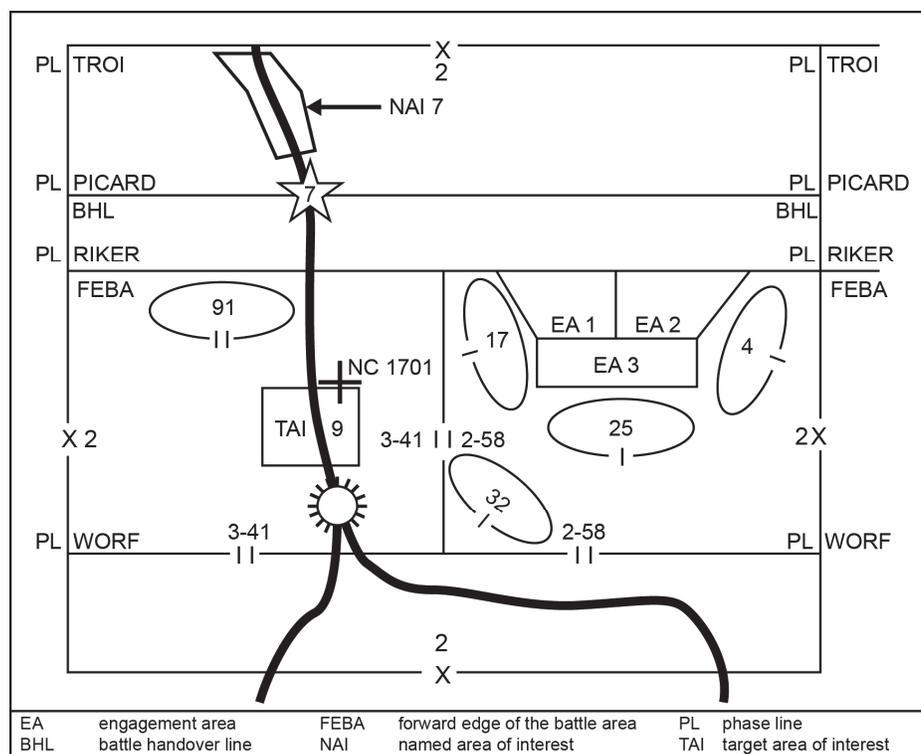 X
2
PL TROI
PL TROI
NAI 7
PL PICARD
PL PICARD
7
BHL
BHL
PL RIKER
PL RIKER
FEBA
FEBA
91
17
EA 1
EA 2
4
EA 3
NC 1701
TAI 9
25
X 2
3-41
2-58
2 X
32
3-41
2-58
PL WORF
PL WORF
2
X
EA engagement area FEBA forward edge of the battle area PL phase line
BHL battle handover line NAI named area of interest TAI target area of interest